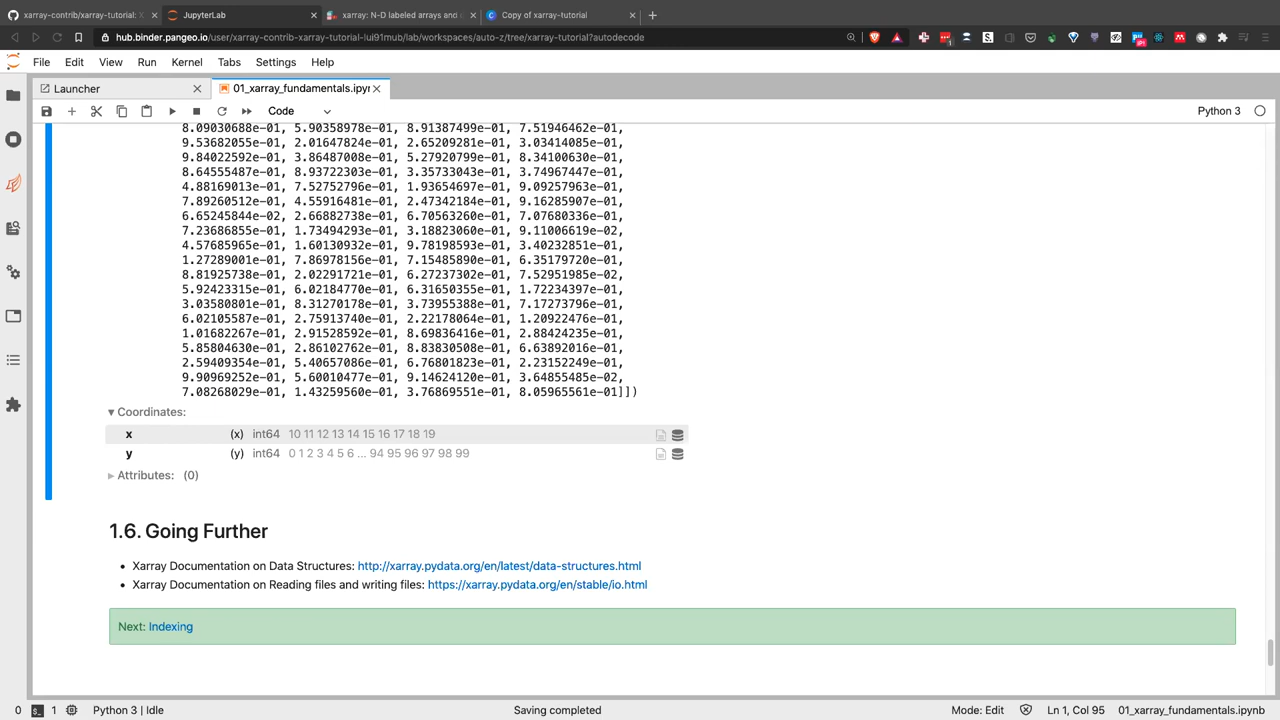 xarray-contrib/xarray-tutorial: X
JupyterLab
xarray: N-D labeled arrays and
Copy of xarray-tutorial
hub.binder.pangeo.io/user/xarray-contrib-xarray-tutorial-lui91mub/lab/workspaces/auto-z/tree/xarray-tutorial?autodecode
File Edit View Run Kernel Tabs Settings Help
Launcher
01_xarray_fundamentals.ipyn
Code
Python 3
8.09030688e-01, 5.90358978e-01, 8.91387499e-01, 7.51946462e-01,
9.53682055e-01, 2.01647824e-01, 2.65209281e-01, 3.03414085e-01,
9.84022592e-01, 3.86487008e-01, 5.27920799e-01, 8.34100630e-01,
8.64555487e-01, 8.93722303e-01, 3.35733043e-01, 3.74967447e-01,
4.88169013e-01, 7.52752796e-01, 1.93654697e-01, 9.09257963e-01,
7.89260512e-01, 4.55916481e-01, 2.47342184e-01, 9.16285907e-01,
6.65245844e-02, 2.66882738e-01, 6.70563260e-01, 7.07680336e-01,
7.23686855e-01, 1.73494293e-01, 3.18823060e-01, 9.11006619e-02,
4.57685965e-01, 1.60130932e-01, 9.78198593e-01, 3.40232851e-01,
1.27289001e-01, 7.86978156e-01, 7.15485890e-01, 6.35179720e-01,
8.81925738e-01, 2.02291721e-01, 6.27237302e-01, 7.52951985e-02,
5.92423315e-01, 6.02184770e-01, 6.31650355e-01, 1.72234397e-01,
3.03580801e-01, 8.31270178e-01, 3.73955388e-01, 7.17273796e-01,
6.02105587e-01, 2.75913740e-01, 2.22178064e-01, 1.20922476e-01,
1.01682267e-01, 2.91528592e-01, 8.69836416e-01, 2.88424235e-01,
5.85804630e-01, 2.86102762e-01, 8.83830508e-01, 6.63892016e-01,
2.59409354e-01, 5.40657086e-01, 6.76801823e-01, 2.23152249e-01,
9.90969252e-01, 5.60010477e-01, 9.14624120e-01, 3.64855485e-02,
7.08268029e-01, 1.43259560e-01, 3.76869551e-01, 8.05965561e-01]])
Coordinates:
x (x) int64 10 11 12 13 14 15 16 17 18 19
y (y) int64 0 1 2 3 4 5 6 ... 94 95 96 97 98 99
Attributes: (0)
1.6. Going Further
• Xarray Documentation on Data Structures: http://xarray.pydata.org/en/latest/data-structures.html
• Xarray Documentation on Reading files and writing files: https://xarray.pydata.org/en/stable/io.html
Next: Indexing
0 1 Python 3 | Idle Saving completed Mode: Edit Ln 1, Col 95 01_xarray_fundamentals.ipynb